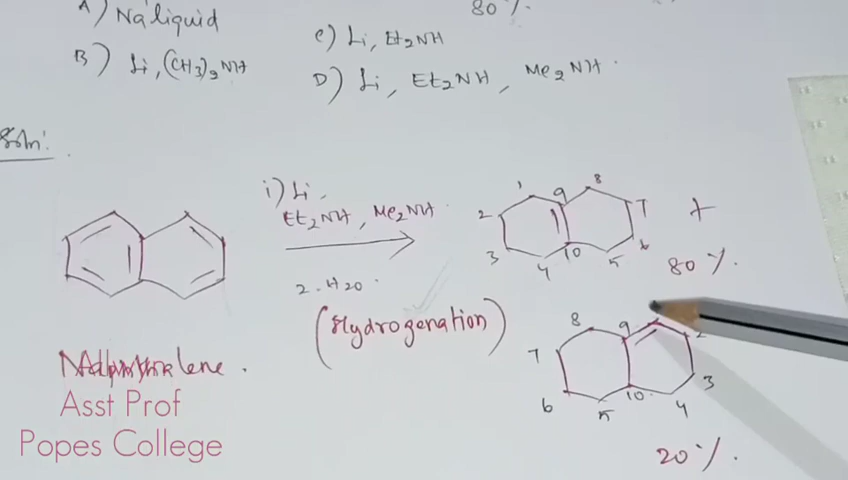 A) Na liquid
80 %.
B) Li, (CH3)2NH
C) Li, Et2NH
D) Li, Et2NH, Me2NH.
Soln:
i) Li,
Et2NH, Me2NH.
2. H2O.
(Hydrogenation)
1 2 3 4 5 6 7 8 9 10
+
80 %.
8 9 2
7 3
6 5 10 4
20 %.
Asst Prof
Popes College